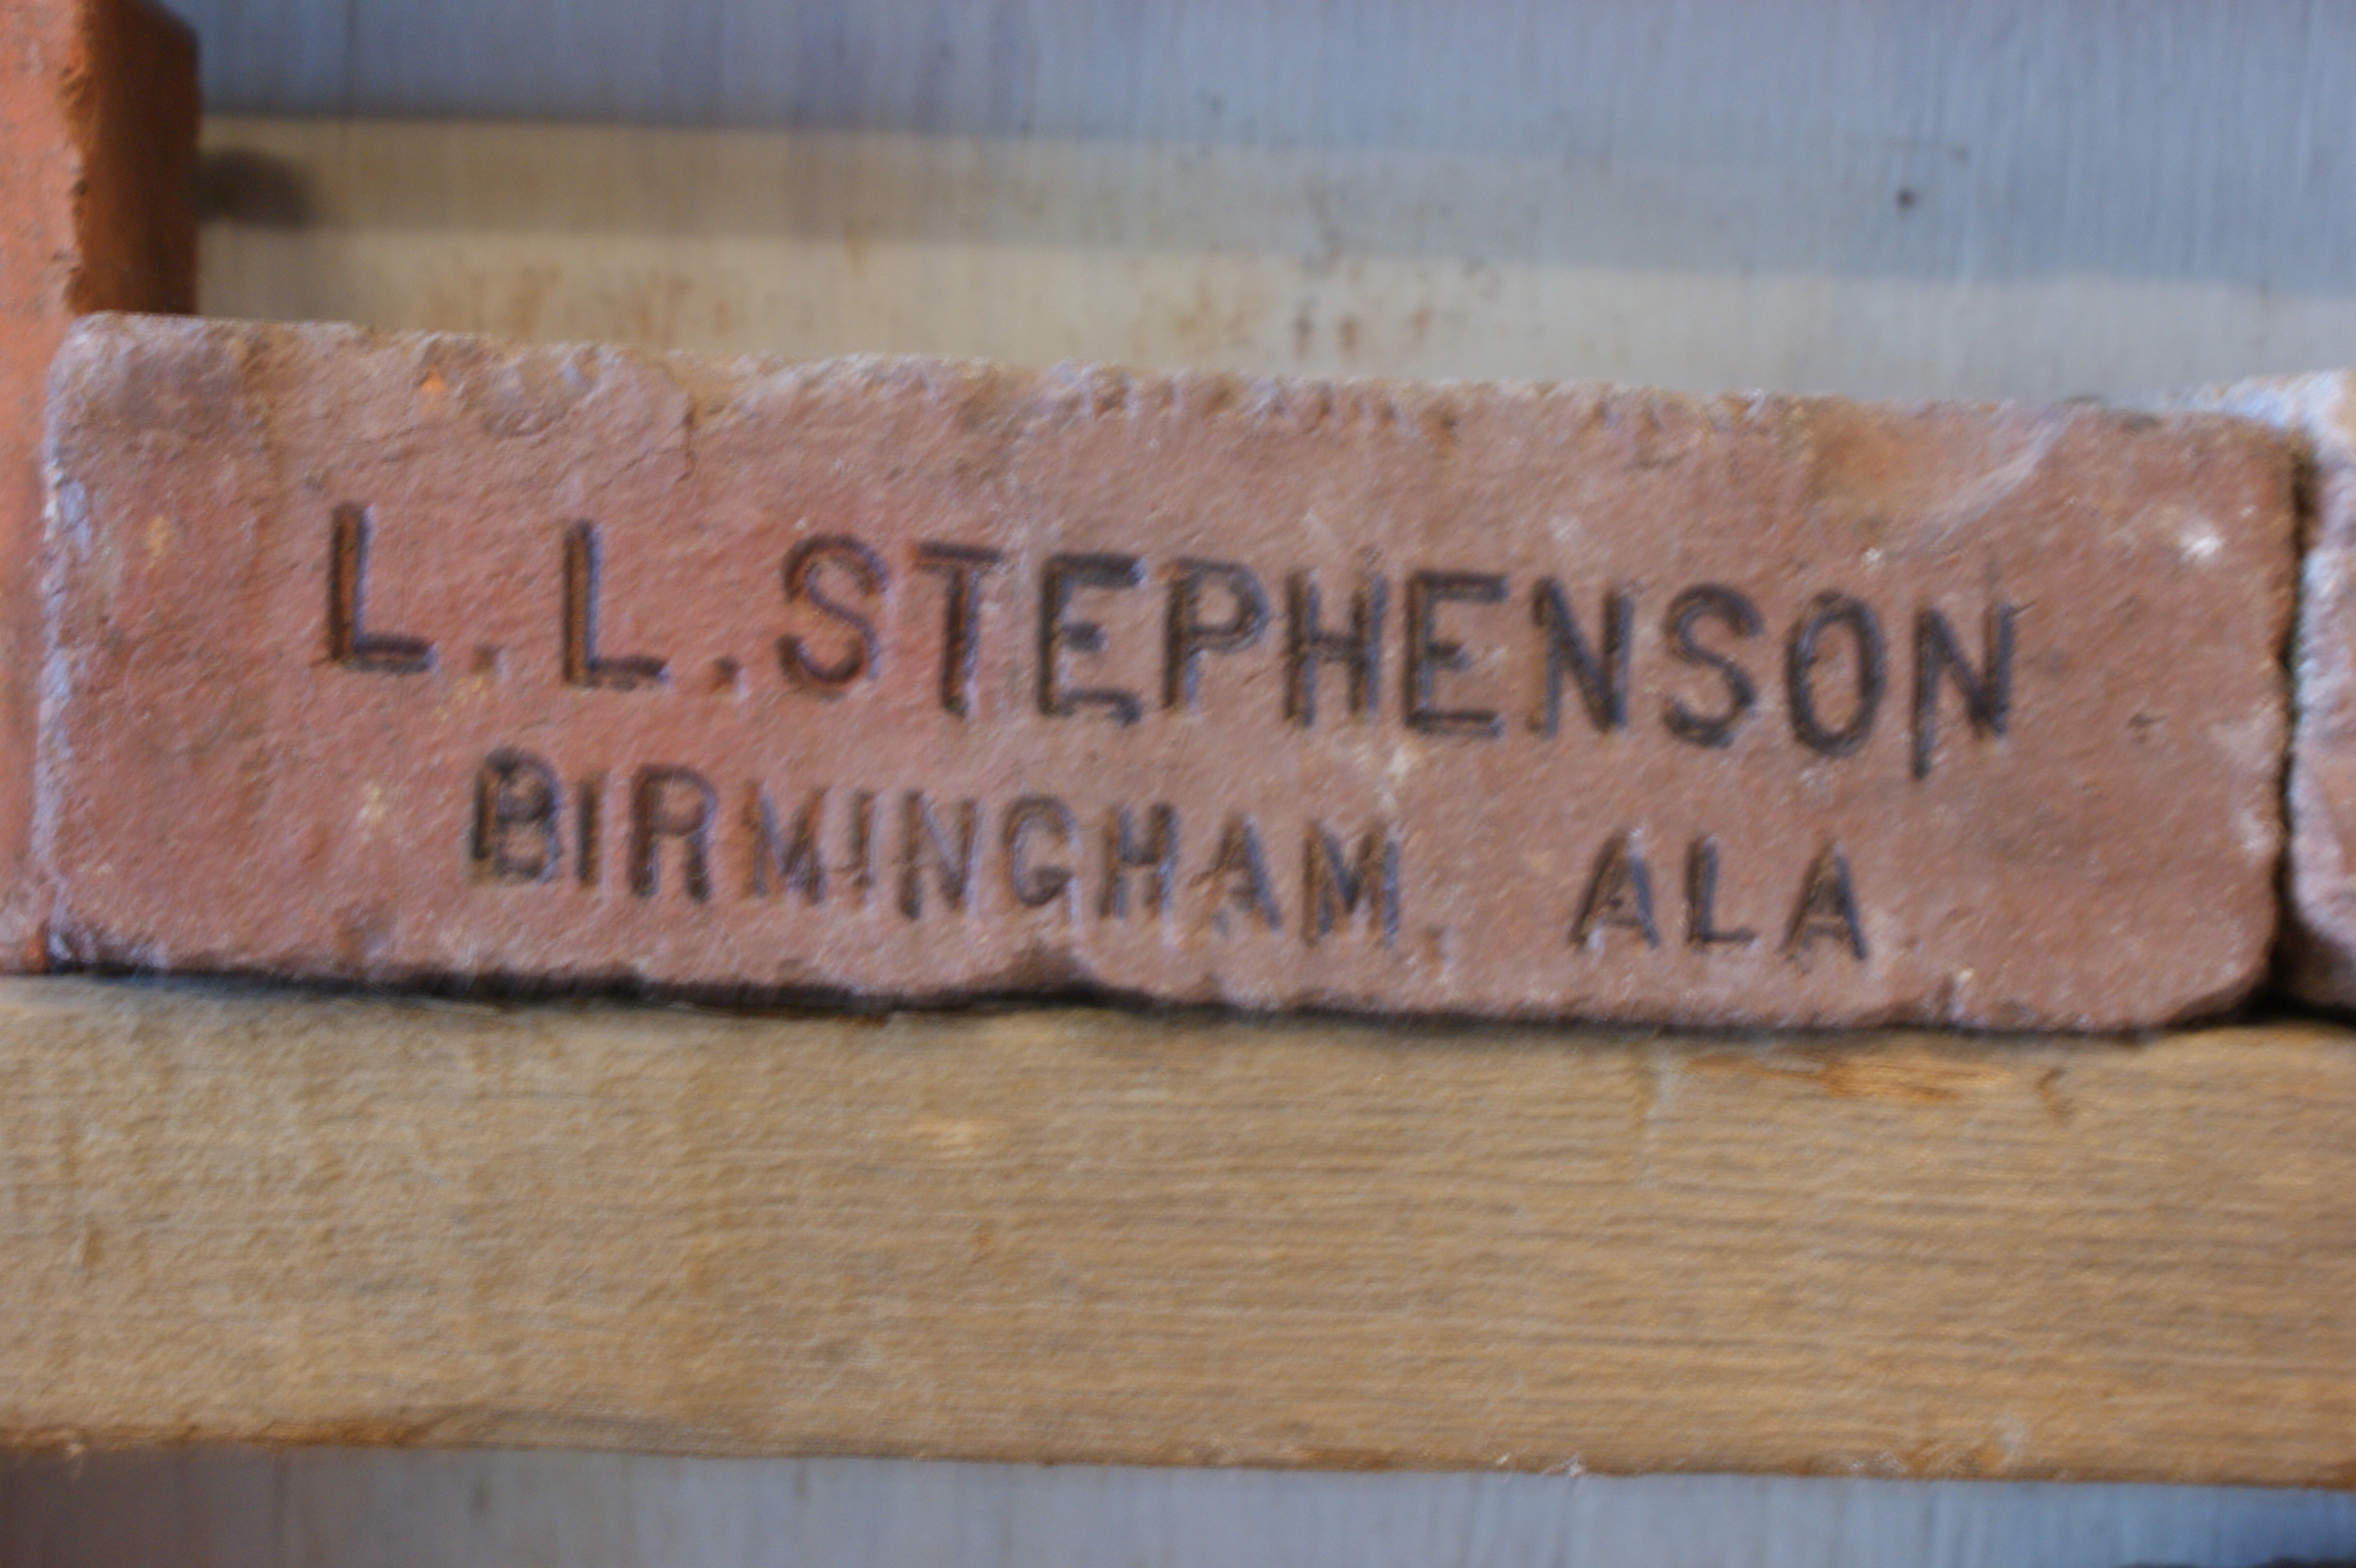 L.L.STEPHENSON
BIRMINGHAM, ALA